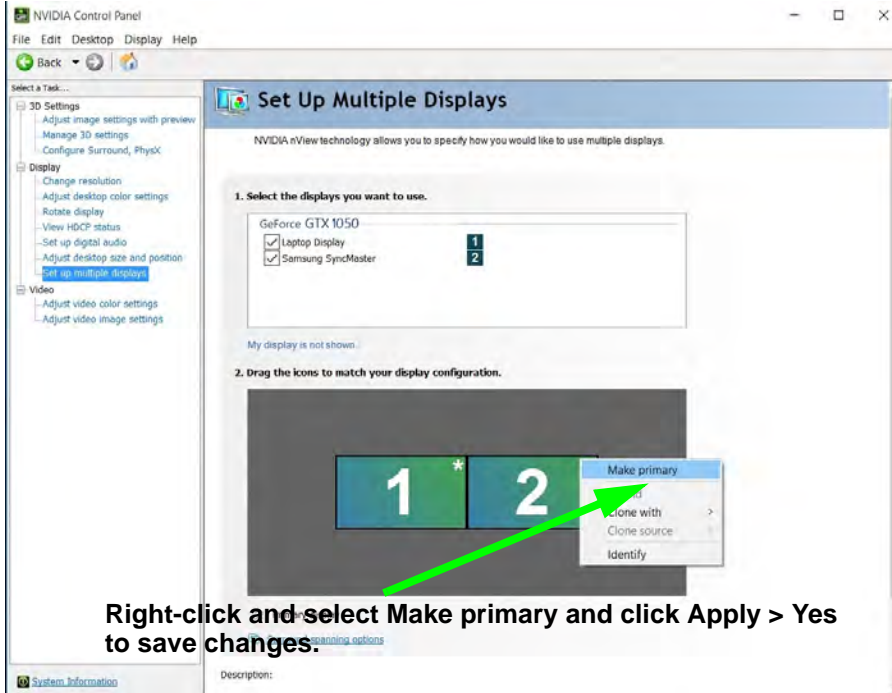 NVIDIA Control Panel
File Edit Desktop Display Help
Back
Select a Task...
3D Settings
Adjust image settings with preview
Manage 3D settings
Configure Surround, PhysX
Display
Change resolution
Adjust desktop color settings
Rotate display
View HDCP status
Set up digital audio
Adjust desktop size and position
Set up multiple displays
Video
Adjust video color settings
Adjust video image settings
System Information
Set Up Multiple Displays
NVIDIA nView technology allows you to specify how you would like to use multiple displays.
1. Select the displays you want to use.
GeForce GTX 1050
Laptop Display 1
Samsung SyncMaster 2
My display is not shown...
2. Drag the icons to match your display configuration.
1 * 2
Make primary
Clone with >
Clone source
Identify
Right-click and select Make primary and click Apply > Yes
to save changes.
spanning options
Description: